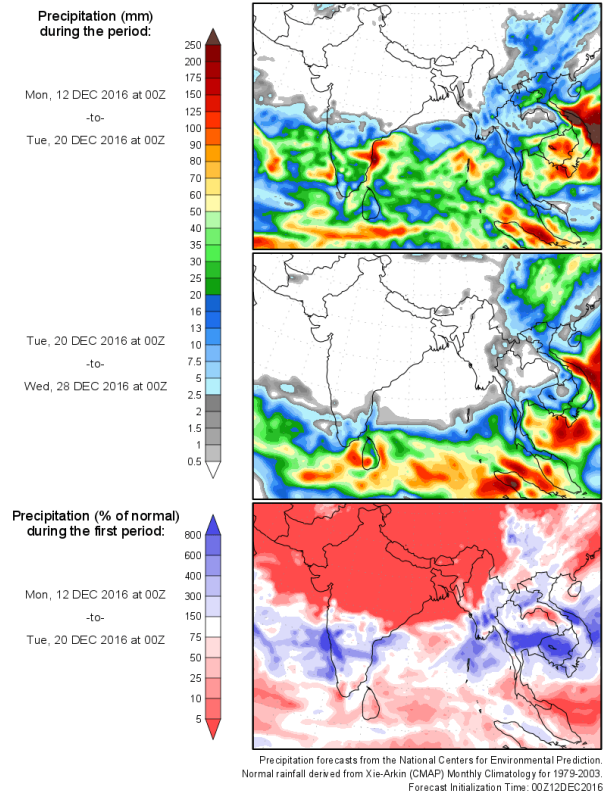 Precipitation (mm)
during the period:
Mon, 12 DEC 2016 at 00Z
-to-
Tue, 20 DEC 2016 at 00Z
250
200
175
150
125
100
90
80
70
60
50
40
35
30
25
20
16
13
10
7.5
5
2.5
2
1.5
1
0.5
Tue, 20 DEC 2016 at 00Z
-to-
Wed, 28 DEC 2016 at 00Z
Precipitation (% of normal)
during the first period:
Mon, 12 DEC 2016 at 00Z
-to-
Tue, 20 DEC 2016 at 00Z
800
600
400
300
150
75
50
25
10
5
Precipitation forecasts from the National Centers for Environmental Prediction.
Normal rainfall derived from Xie-Arkin (CMAP) Monthly Climatology for 1979-2003.
Forecast Initialization Time: 00Z12DEC2016